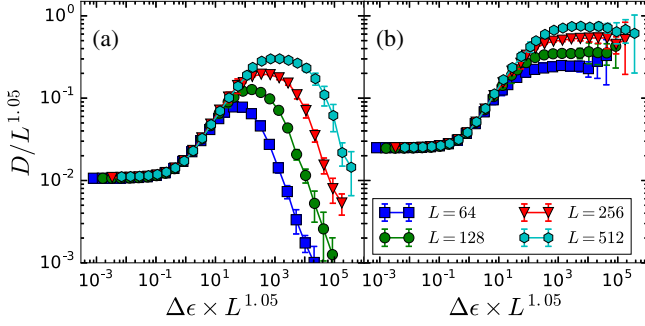 (a)
(b)
D/L^{1.05}
10^0
10^{-1}
10^{-2}
10^{-3}
10^{-3} 10^{-1} 10^1 10^3 10^5
10^{-3} 10^{-1} 10^1 10^3 10^5
Δϵ × L^{1.05}
Δϵ × L^{1.05}
L = 64
L = 128
L = 256
L = 512